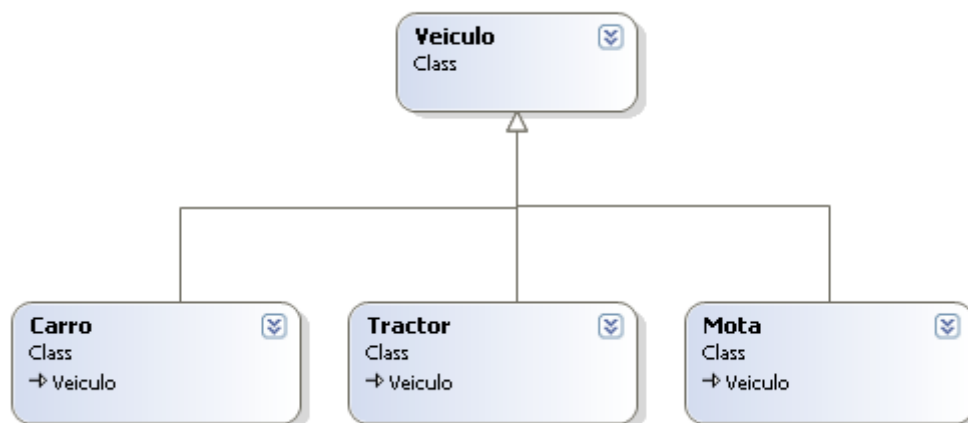 Veiculo
Class
Carro
Class
Veiculo
Tractor
Class
Veiculo
Mota
Class
Veiculo